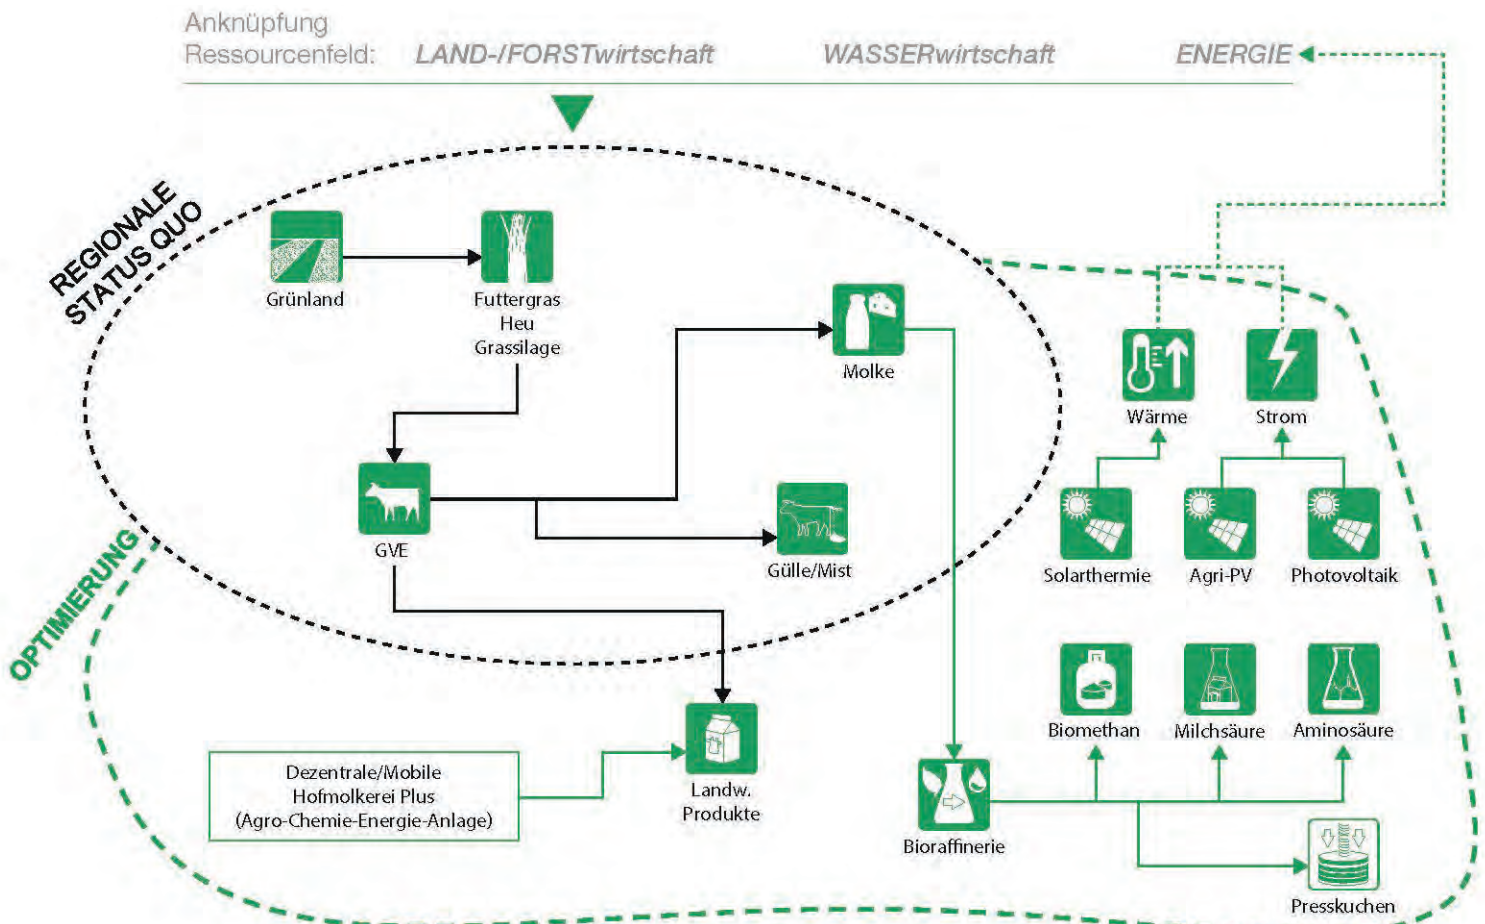 Anknüpfung
Ressourcenfeld: LAND-/FORSTwirtschaft WASSERwirtschaft ENERGIE
REGIONALE
STATUS QUO
Grünland
Futtergras
Heu
Grassilage
Molke
Wärme
Strom
GVE
Gülle/Mist
Solarthermie
Agri-PV
Photovoltaik
OPTIMIERUNG
Biomethan
Milchsäure
Aminosäure
Dezentrale/Mobile
Hofmolkerei Plus
(Agro-Chemie-Energie-Anlage)
Landw.
Produkte
Bioraffinerie
Presskuchen